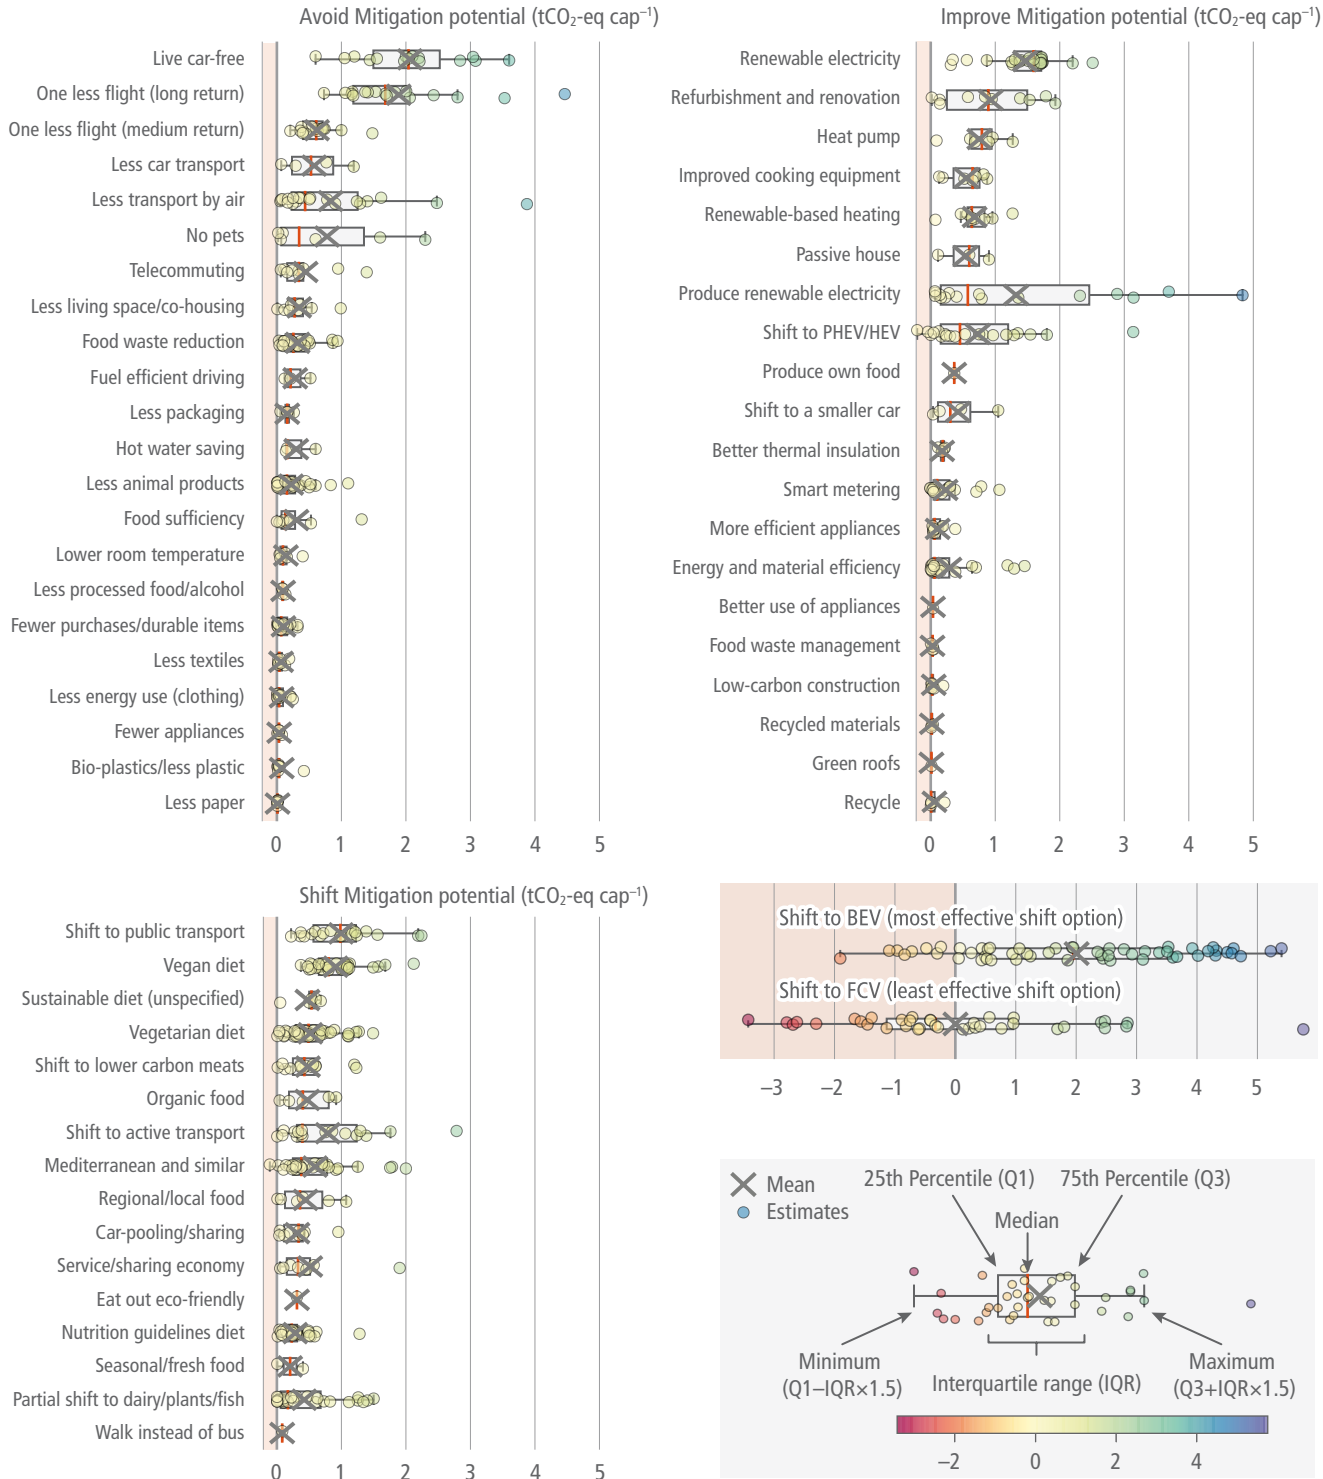 Avoid Mitigation potential (tCO₂-eq cap⁻¹)
Live car-free
One less flight (long return)
One less flight (medium return)
Less car transport
Less transport by air
No pets
Telecommuting
Less living space/co-housing
Food waste reduction
Fuel efficient driving
Less packaging
Hot water saving
Less animal products
Food sufficiency
Lower room temperature
Less processed food/alcohol
Fewer purchases/durable items
Less textiles
Less energy use (clothing)
Fewer appliances
Bio-plastics/less plastic
Less paper
0 1 2 3 4 5
Improve Mitigation potential (tCO₂-eq cap⁻¹)
Renewable electricity
Refurbishment and renovation
Heat pump
Improved cooking equipment
Renewable-based heating
Passive house
Produce renewable electricity
Shift to PHEV/HEV
Produce own food
Shift to a smaller car
Better thermal insulation
Smart metering
More efficient appliances
Energy and material efficiency
Better use of appliances
Food waste management
Low-carbon construction
Recycled materials
Green roofs
Recycle
0 1 2 3 4 5
Shift Mitigation potential (tCO₂-eq cap⁻¹)
Shift to public transport
Vegan diet
Sustainable diet (unspecified)
Vegetarian diet
Shift to lower carbon meats
Organic food
Shift to active transport
Mediterranean and similar
Regional/local food
Car-pooling/sharing
Service/sharing economy
Eat out eco-friendly
Nutrition guidelines diet
Seasonal/fresh food
Partial shift to dairy/plants/fish
Walk instead of bus
0 1 2 3 4 5
Shift to BEV (most effective shift option)
Shift to FCV (least effective shift option)
−3 −2 −1 0 1 2 3 4 5
Mean
Estimates
25th Percentile (Q1)
75th Percentile (Q3)
Median
Minimum
(Q1−IQR×1.5)
Interquartile range (IQR)
Maximum
(Q3+IQR×1.5)
−2 0 2 4